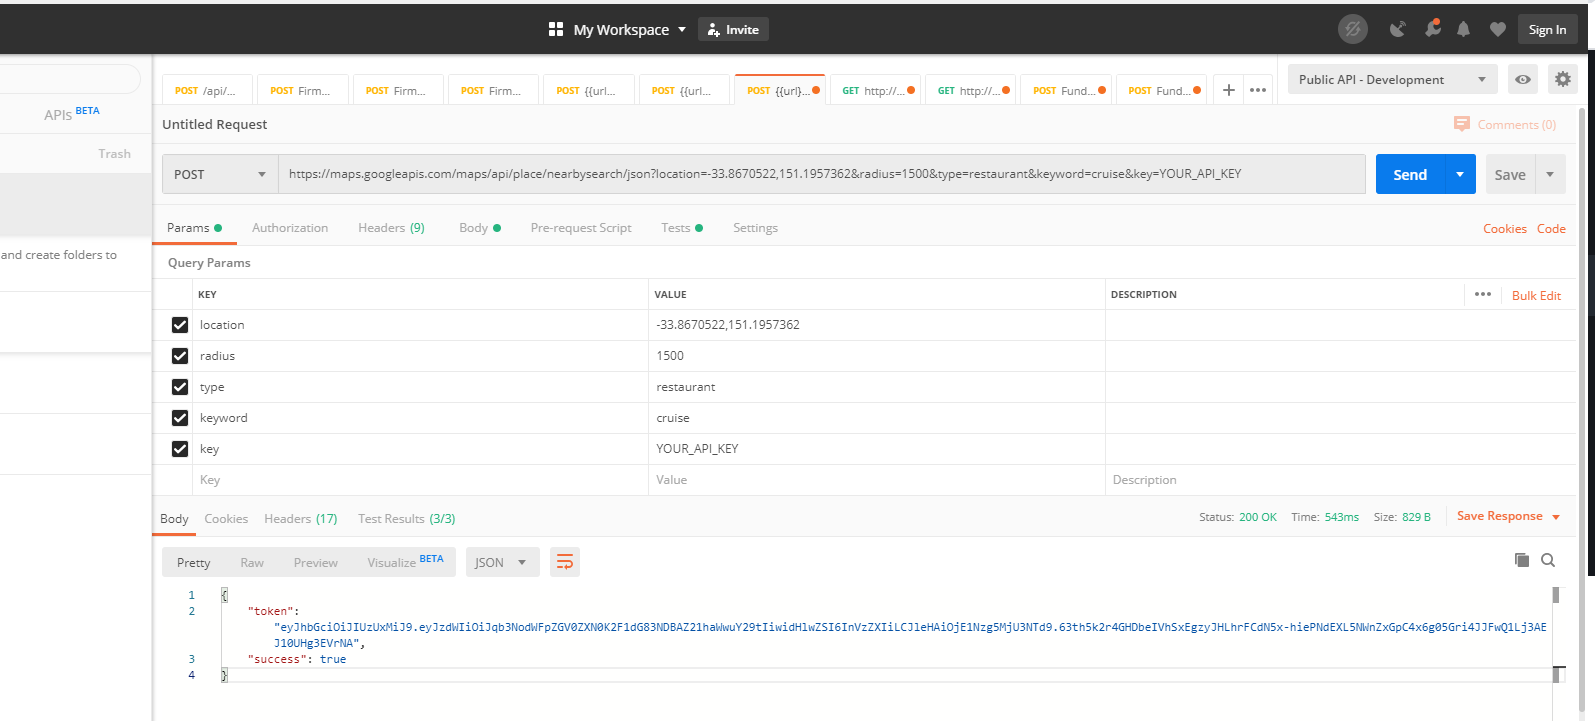 My Workspace
Invite
Sign In
POST /api/...
POST Firm...
POST Firm...
POST Firm...
POST {{url...
POST {{url...
POST {{url}...
GET http://...
GET http://...
POST Fund...
POST Fund...
Public API - Development
APIs BETA
Trash
and create folders to
Untitled Request
Comments (0)
POST
https://maps.googleapis.com/maps/api/place/nearbysearch/json?location=-33.8670522,151.1957362&radius=1500&type=restaurant&keyword=cruise&key=YOUR_API_KEY
Send
Save
Params
Authorization
Headers (9)
Body
Pre-request Script
Tests
Settings
Cookies
Code
Query Params
KEY VALUE DESCRIPTION
Bulk Edit
location -33.8670522,151.1957362
radius 1500
type restaurant
keyword cruise
key YOUR_API_KEY
Key Value Description
Body Cookies Headers (17) Test Results (3/3)
Status: 200 OK Time: 543ms Size: 829 B
Save Response
Pretty Raw Preview Visualize BETA
JSON
1 {
2 "token":
"eyJhbGciOiJIUzUxMiJ9.eyJzdWIiOiJqb3NodWFpZGV0ZXN0K2F1dG83NDBAZ21haWwuY29tIiwidHlwZSI6InVzZXIiLCJleHAiOjE1Nzg5MjU3NTd9.63th5k2r4GHDbeIVhSxEgzyJHLhrFCdN5x-hiePNdEXL5NWnZxGpC4x6g05Gri4JJFwQ1Lj3AE
J10UHg3EVrNA",
3 "success": true
4 }